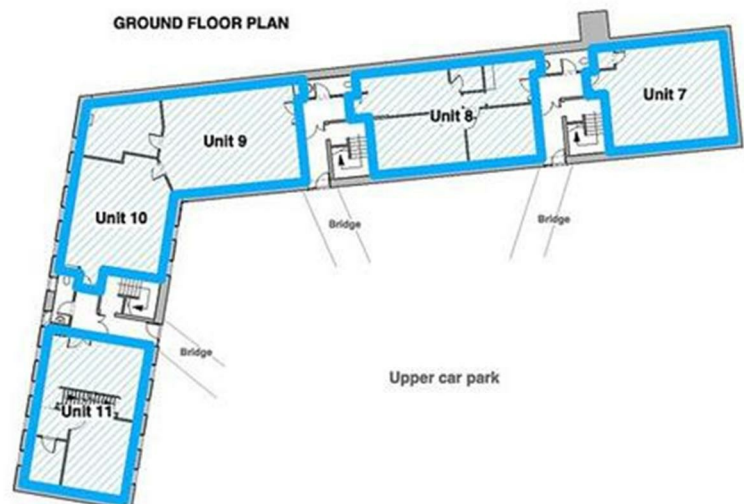 GROUND FLOOR PLAN
Unit 7
Unit 8
Unit 9
Unit 10
Bridge
Bridge
Bridge
Upper car park
Unit 11